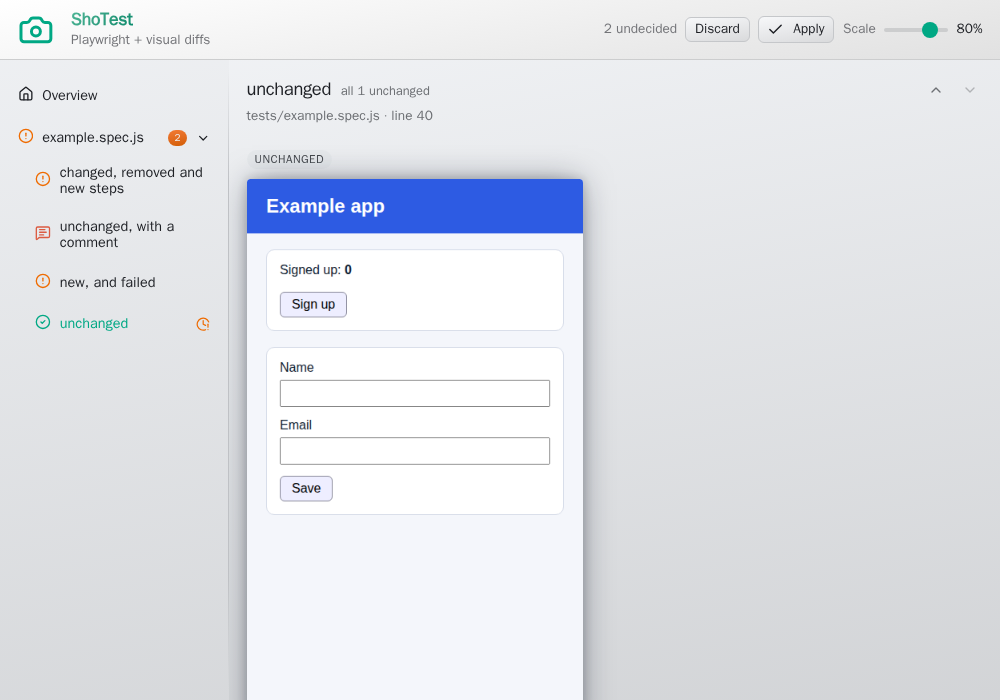 ShoTest
Playwright + visual diffs
2 undecided
Discard
Apply
Scale
80%
Overview
example.spec.js
2
changed, removed and
new steps
unchanged, with a
comment
new, and failed
unchanged
unchanged all 1 unchanged
tests/example.spec.js · line 40
UNCHANGED
Example app
Signed up: 0
Sign up
Name
Email
Save